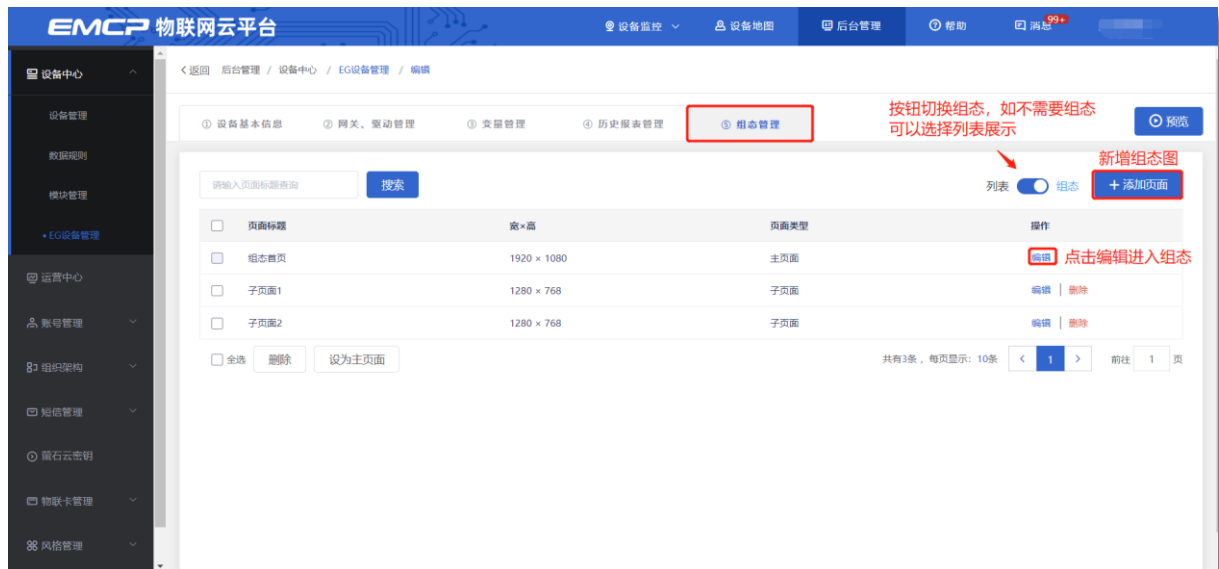 EMCP 物联网云平台
设备监控
设备地图
后台管理
帮助
消息
99+
设备中心
设备管理
数据规则
模块管理
EG设备管理
运营中心
账号管理
组织架构
短信管理
萤石云密钥
物联卡管理
风格管理
返回 后台管理 / 设备中心 / EG设备管理 / 编辑
① 设备基本信息
② 网关、驱动管理
③ 变量管理
④ 历史报表管理
⑤ 组态管理
按钮切换组态，如不需要组态
可以选择列表展示
预览
新增组态图
请输入页面标题查询
搜索
列表
组态
+ 添加页面
页面标题 宽×高 页面类型 操作
组态首页 1920 × 1080 主页面 编辑
点击编辑进入组态
子页面1 1280 × 768 子页面 编辑 | 删除
子页面2 1280 × 768 子页面 编辑 | 删除
全选 删除 设为主页面
共有3条，每页显示：10条 < 1 > 前往 1 页